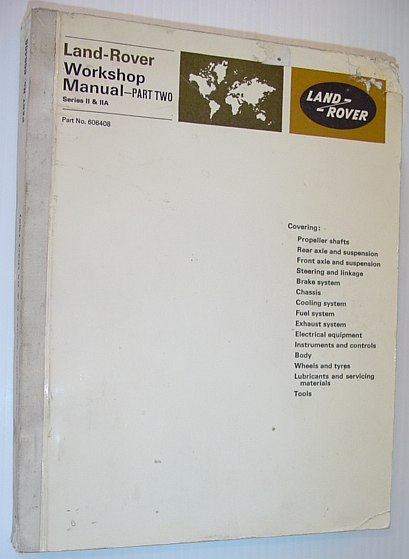 Land-Rover
Workshop
Manual-PART TWO
Series II & IIA
Part No. 606408
LAND-
-ROVER
Covering:
Propeller shafts
Rear axle and suspension
Front axle and suspension
Steering and linkage
Brake system
Chassis
Cooling system
Fuel system
Exhaust system
Electrical equipment
Instruments and controls
Body
Wheels and tyres
Lubricants and servicing
materials
Tools